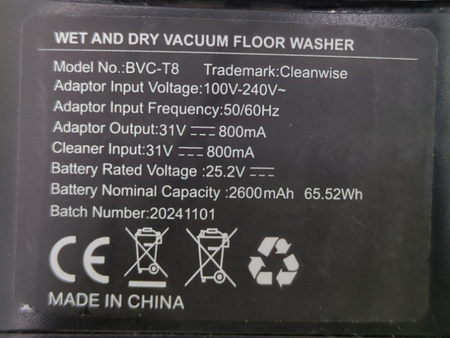 WET AND DRY VACUUM FLOOR WASHER
Model No.:BVC-T8 Trademark:Cleanwise
Adaptor Input Voltage:100V-240V~
Adaptor Input Frequency:50/60Hz
Adaptor Output:31V ⎓ 800mA
Cleaner Input:31V ⎓ 800mA
Battery Rated Voltage :25.2V ⎓
Battery Nominal Capacity :2600mAh 65.52Wh
Batch Number:20241101
CE
MADE IN CHINA